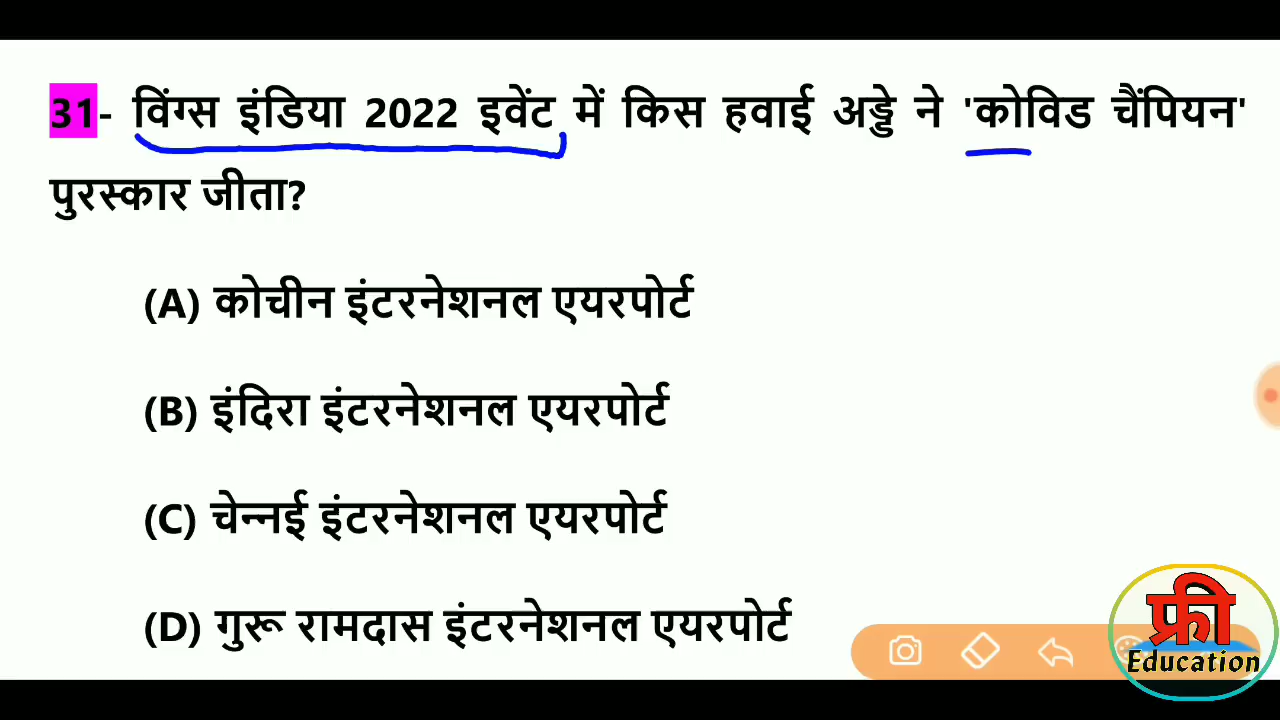 31- विंग्स इंडिया 2022 इवेंट में किस हवाई अड्डे ने 'कोविड चैंपियन'
पुरस्कार जीता?
(A) कोचीन इंटरनेशनल एयरपोर्ट
(B) इंदिरा इंटरनेशनल एयरपोर्ट
(C) चेन्नई इंटरनेशनल एयरपोर्ट
(D) गुरू रामदास इंटरनेशनल एयरपोर्ट
फ्री
Education